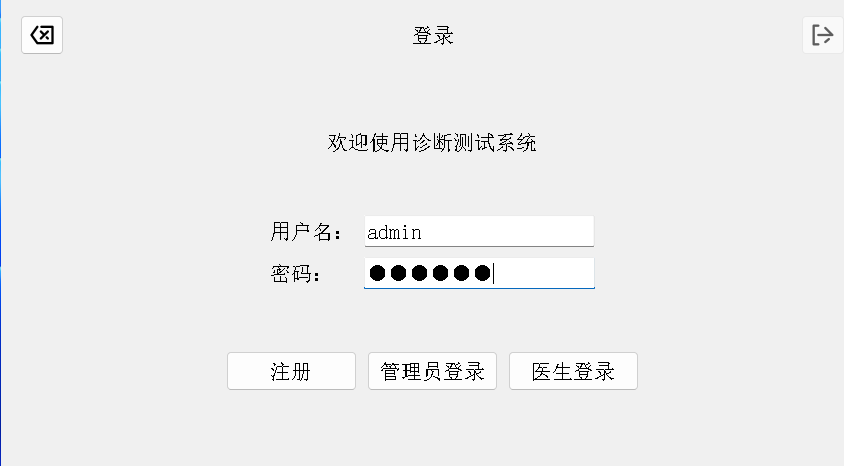 登录
欢迎使用诊断测试系统
用户名： admin
密码： ●●●●●●
注册 管理员登录 医生登录